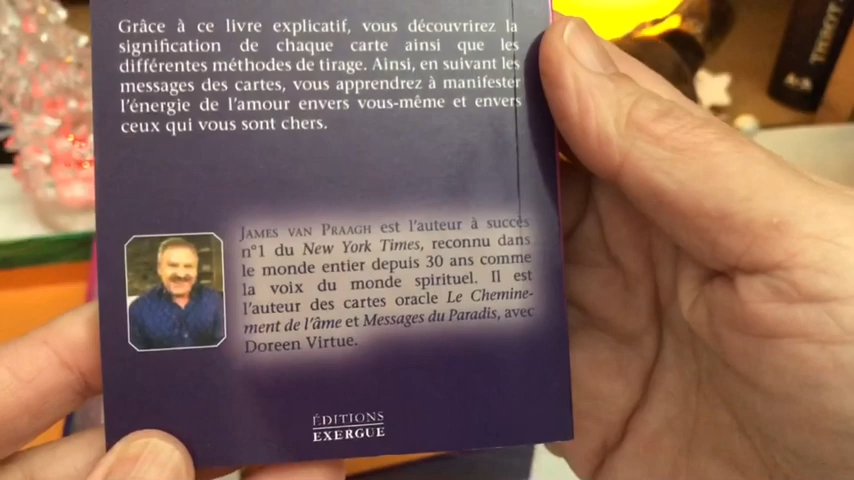 Grâce à ce livre explicatif, vous découvrirez la
signification de chaque carte ainsi que les
différentes méthodes de tirage. Ainsi, en suivant les
messages des cartes, vous apprendrez à manifester
l'énergie de l'amour envers vous-même et envers
ceux qui vous sont chers.
JAMES VAN PRAAGH est l'auteur à succès
n°1 du New York Times, reconnu dans
le monde entier depuis 30 ans comme
la voix du monde spirituel. Il est
l'auteur des cartes oracle Le Chemine-
ment de l'âme et Messages du Paradis, avec
Doreen Virtue.
ÉDITIONS
EXERGUE
TAROT